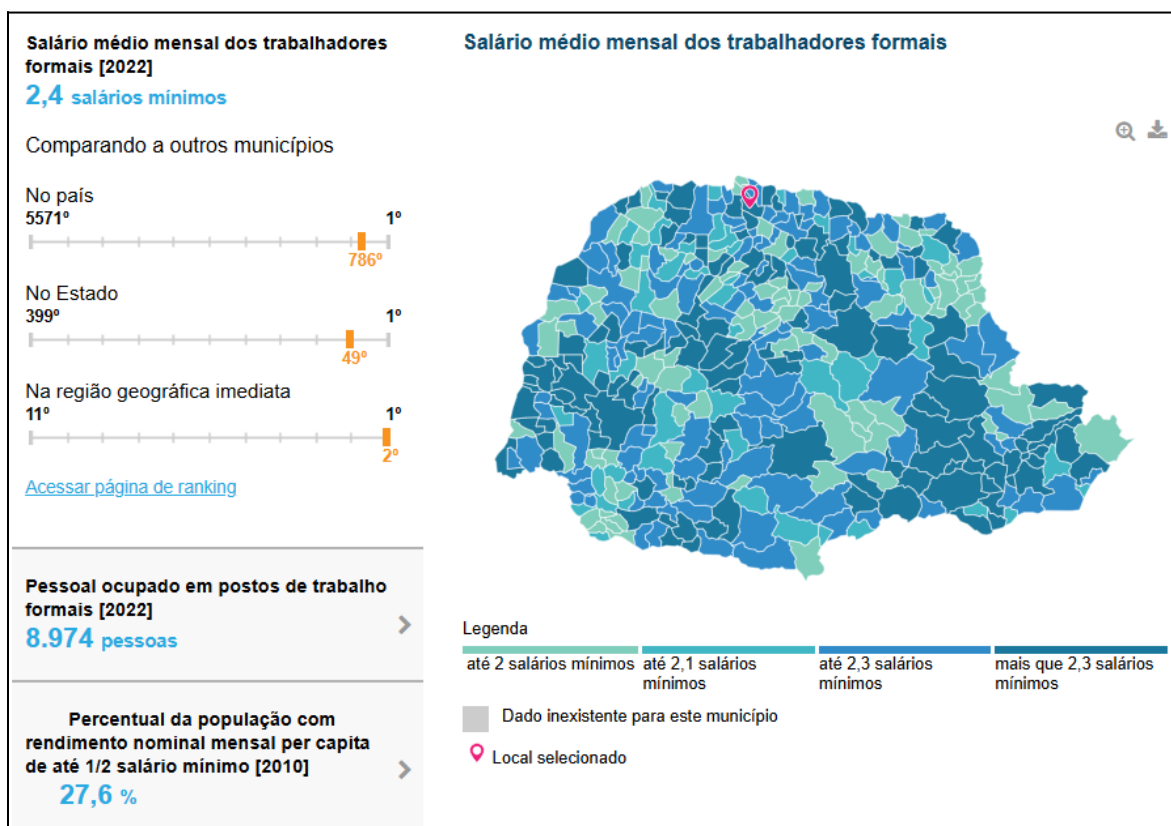 Salário médio mensal dos trabalhadores
formais [2022]
2,4 salários mínimos
Comparando a outros municípios
No país
5571º 1º
786º
No Estado
399º 1º
49º
Na região geográfica imediata
11º 1º
2º
Acessar página de ranking
Pessoal ocupado em postos de trabalho
formais [2022]
8.974 pessoas
Percentual da população com
rendimento nominal mensal per capita
de até 1/2 salário mínimo [2010]
27,6 %
Salário médio mensal dos trabalhadores formais
Legenda
até 2 salários mínimos
até 2,1 salários
mínimos
até 2,3 salários
mínimos
mais que 2,3 salários
mínimos
Dado inexistente para este município
Local selecionado